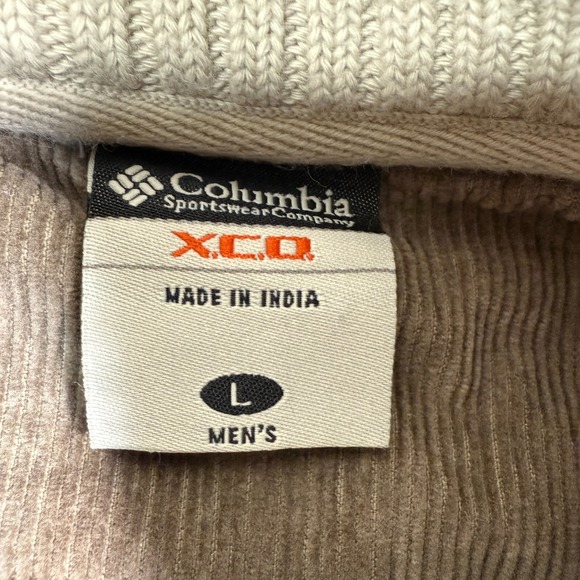 Columbia
Sportswear Company
X.C.O.
MADE IN INDIA
L
MEN'S